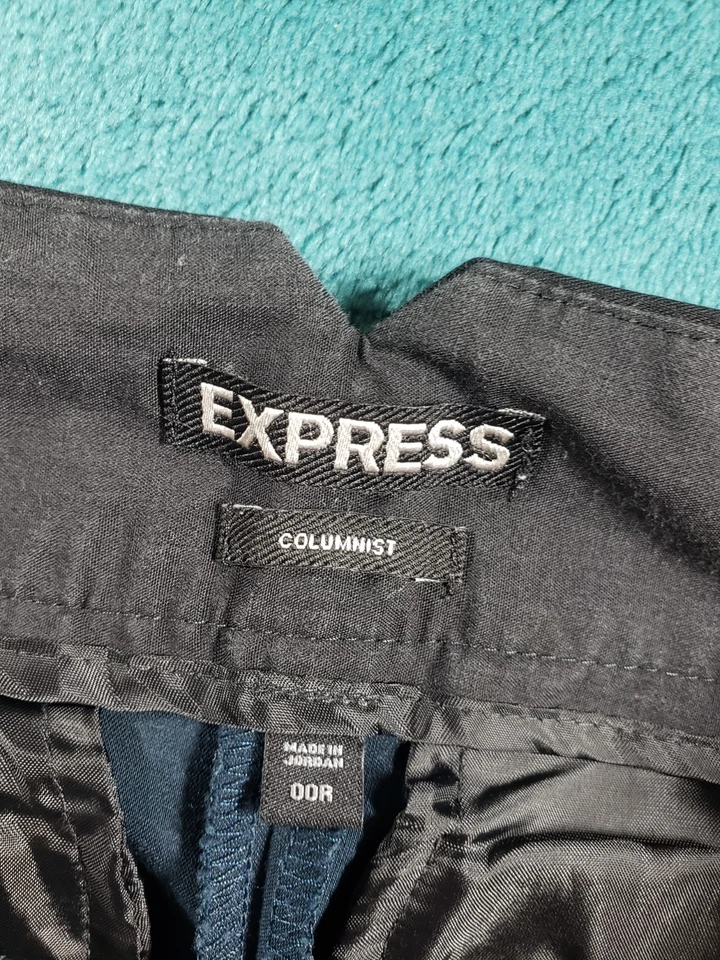 EXPRESS
COLUMNIST
MADE IN
JORDAN
00R